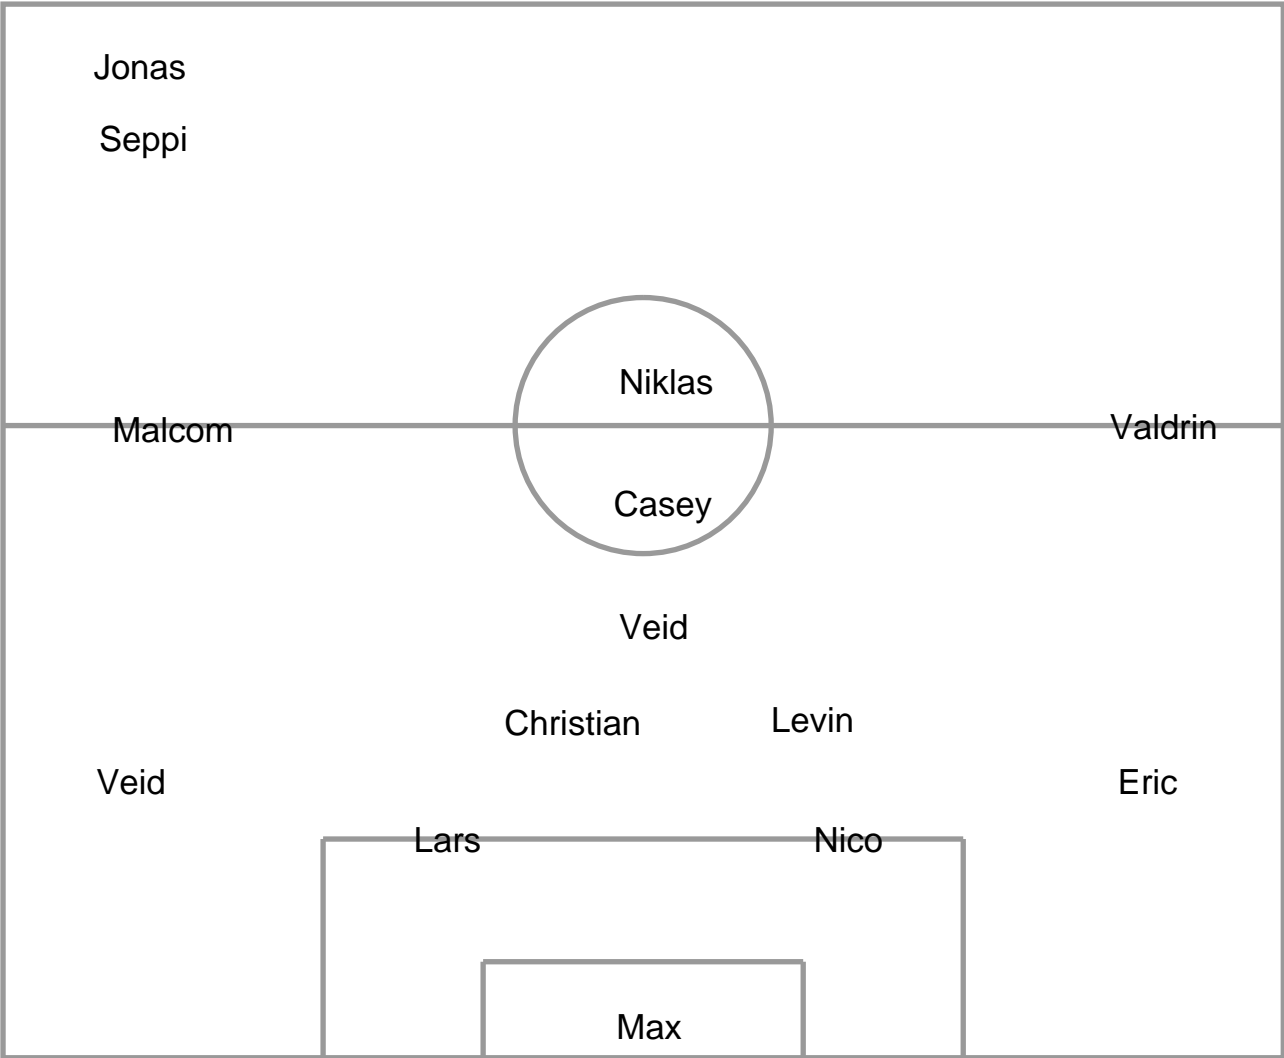 Jonas
Seppi
Niklas
Malcom
Valdrin
Casey
Veid
Christian
Levin
Veid
Eric
Lars
Nico
Max